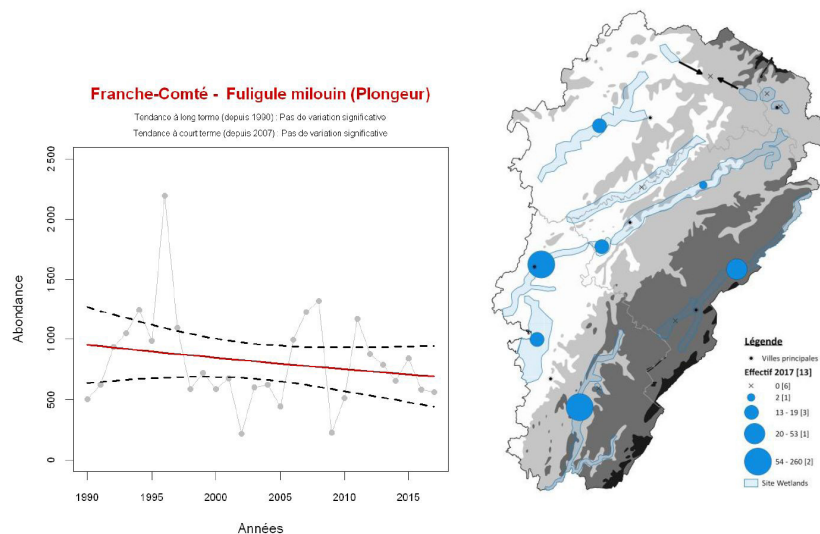 Franche-Comté - Fuligule milouin (Plongeur)
Tendance à long terme (depuis 1990) : Pas de variation significative
Tendance à court terme (depuis 2007) : Pas de variation significative
2 500
2 000
1 500
1 000
500
0
Abondance
1990
1995
2000
2005
2010
2015
Années
Légende
Villes principales
Effectif 2017 [13]
0 [6]
2 [1]
13 - 19 [3]
20 - 53 [1]
54 - 260 [2]
Site Wetlands